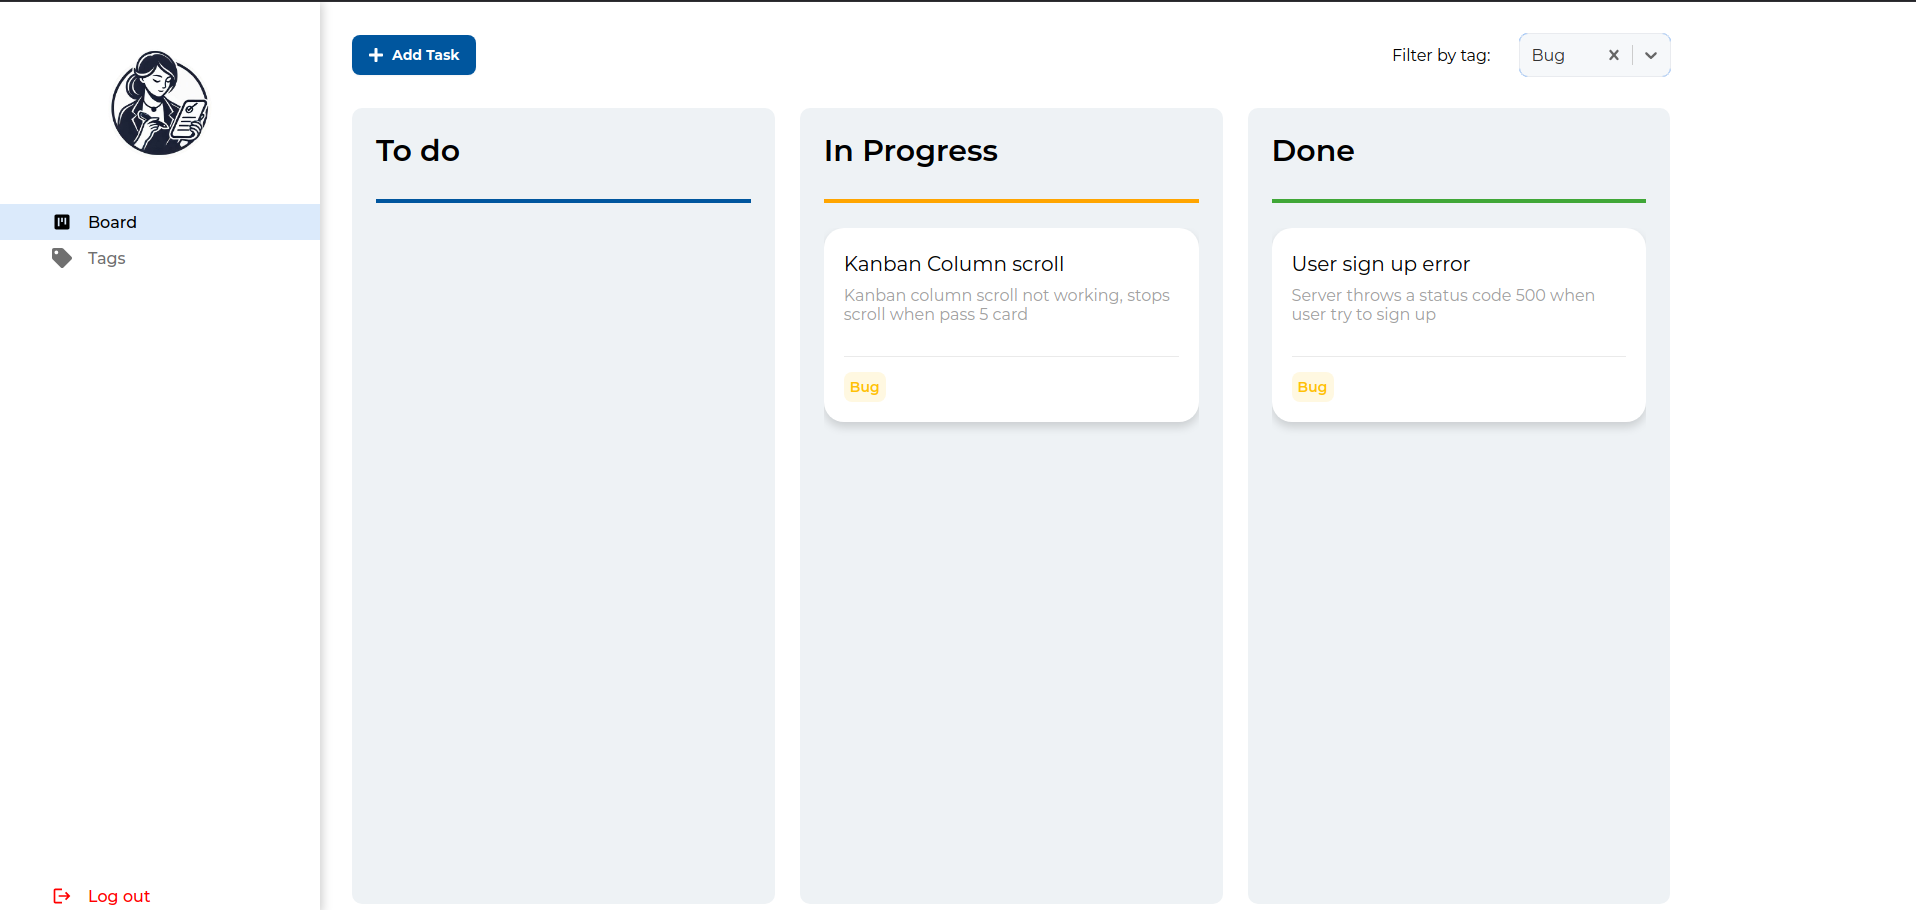 Board
Tags
Log out
Add Task
Filter by tag:
Bug
To do
In Progress
Kanban Column scroll
Kanban column scroll not working, stops
scroll when pass 5 card
Bug
Done
User sign up error
Server throws a status code 500 when
user try to sign up
Bug